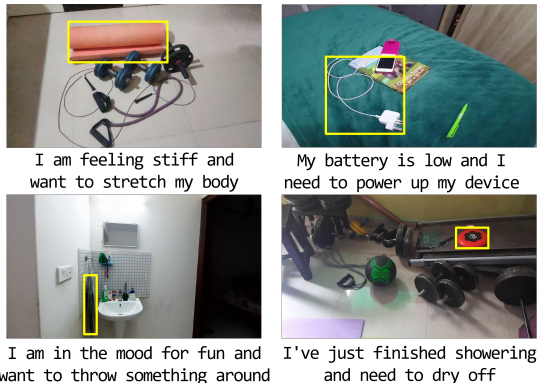 I am feeling stiff and
want to stretch my body
My battery is low and I
need to power up my device
I am in the mood for fun and
want to throw something around
I've just finished showering
and need to dry off